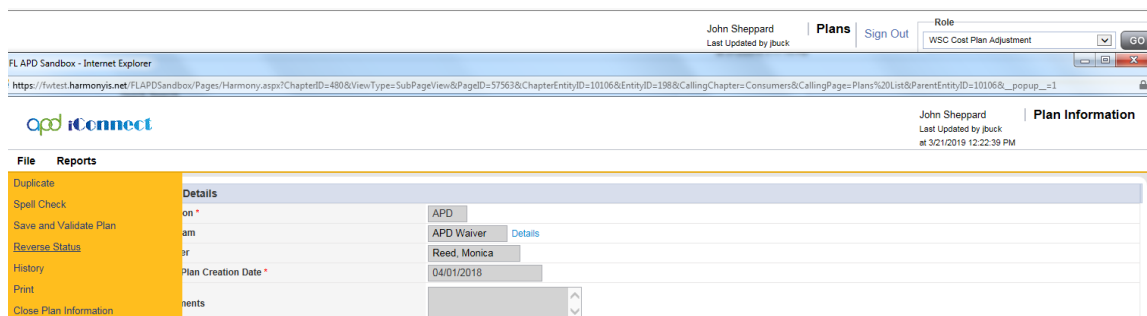 John Sheppard Plans Sign Out Role
Last Updated by jbuck WSC Cost Plan Adjustment GO
FL APD Sandbox - Internet Explorer
https://fwtest.harmonyis.net/FLAPDSandbox/Pages/Harmony.aspx?ChapterID=480&ViewType=SubPageView&PageID=57563&ChapterEntityID=10106&EntityID=198&CallingChapter=Consumers&CallingPage=Plans%20List&ParentEntityID=10106&__popup__=1
apd iConnect
John Sheppard Plan Information
Last Updated by jbuck
at 3/21/2019 12:22:39 PM
File Reports
Duplicate
Details
Spell Check
on * APD
Save and Validate Plan
am APD Waiver Details
Reverse Status
er Reed, Monica
History
Plan Creation Date * 04/01/2018
Print
ments
Close Plan Information